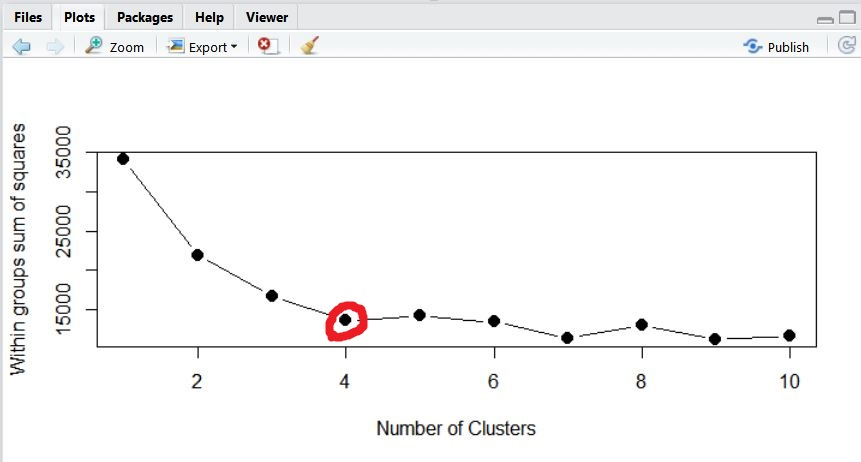 Files Plots Packages Help Viewer
Zoom Export Publish
Within groups sum of squares
35000
25000
15000
2 4 6 8 10
Number of Clusters